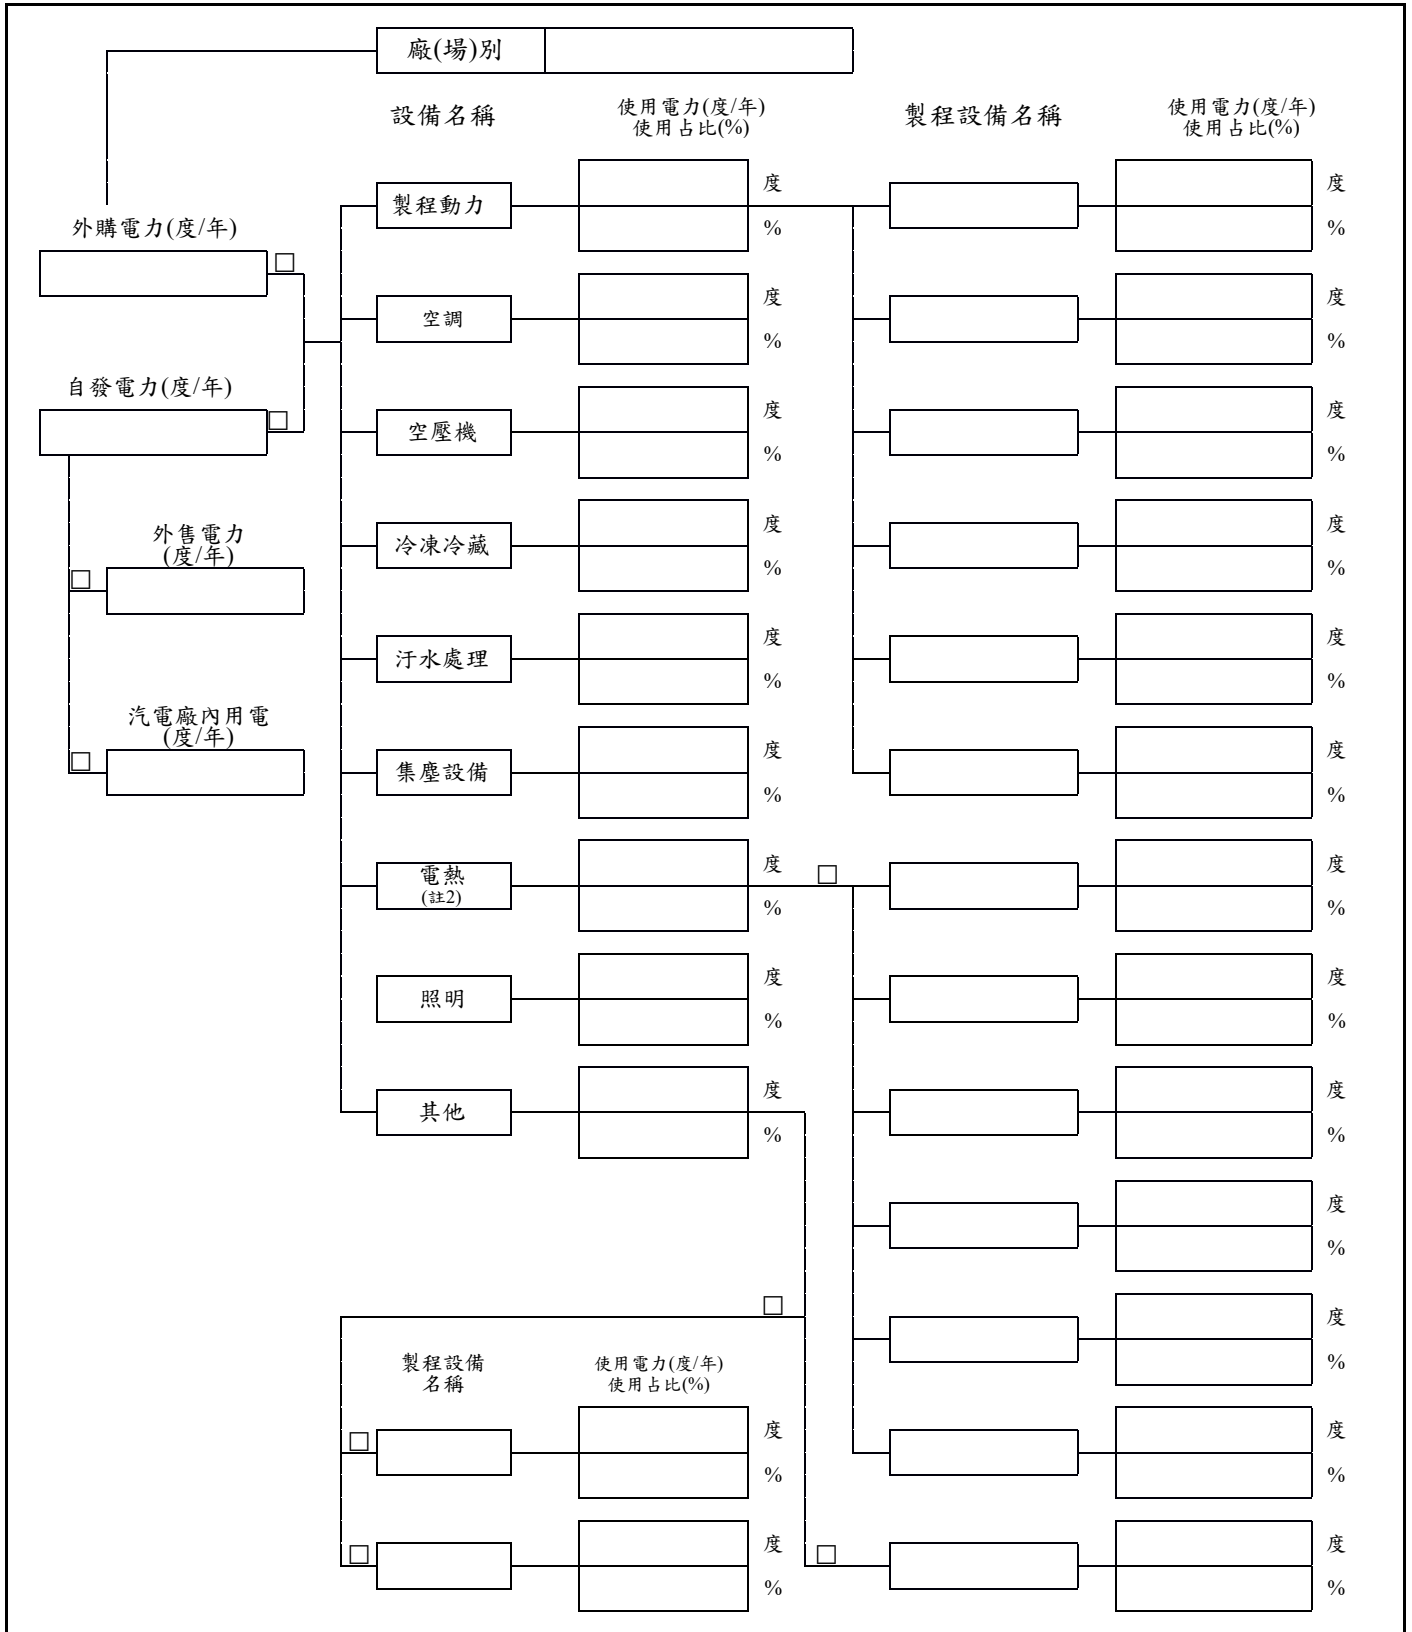 廠(場)別
設備名稱
使用電力(度/年)
使用占比(%)
製程設備名稱
使用電力(度/年)
使用占比(%)
外購電力(度/年)
自發電力(度/年)
外售電力
(度/年)
汽電廠內用電
(度/年)
製程動力
度
%
度
%
空調
度
%
度
%
空壓機
度
%
度
%
冷凍冷藏
度
%
度
%
汙水處理
度
%
度
%
集塵設備
度
%
度
%
電熱
(註2)
度
%
度
%
照明
度
%
度
%
其他
度
%
度
%
度
%
度
%
製程設備
名稱
使用電力(度/年)
使用占比(%)
度
%
度
%
度
%
度
%